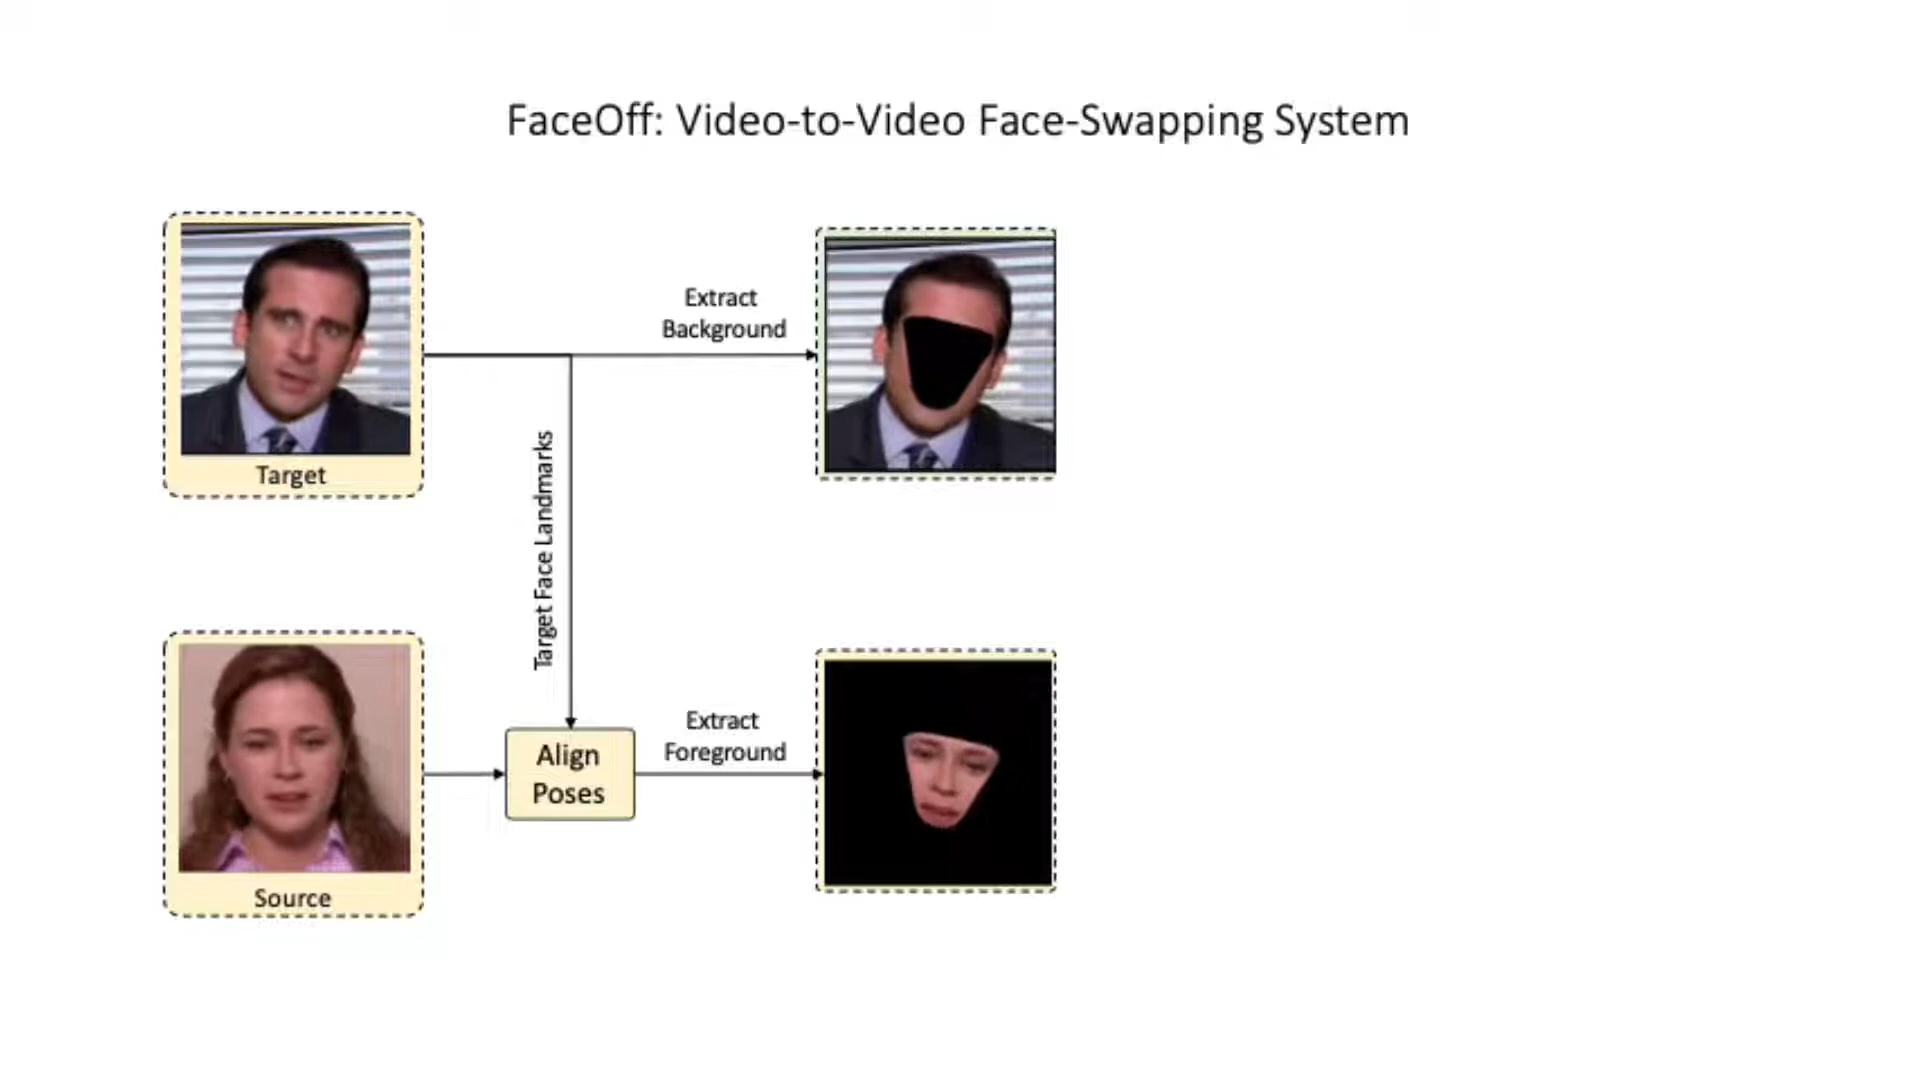 FaceOff: Video-to-Video Face-Swapping System
Extract
Background
Target
Target Face Landmarks
Extract
Foreground
Align
Poses
Source